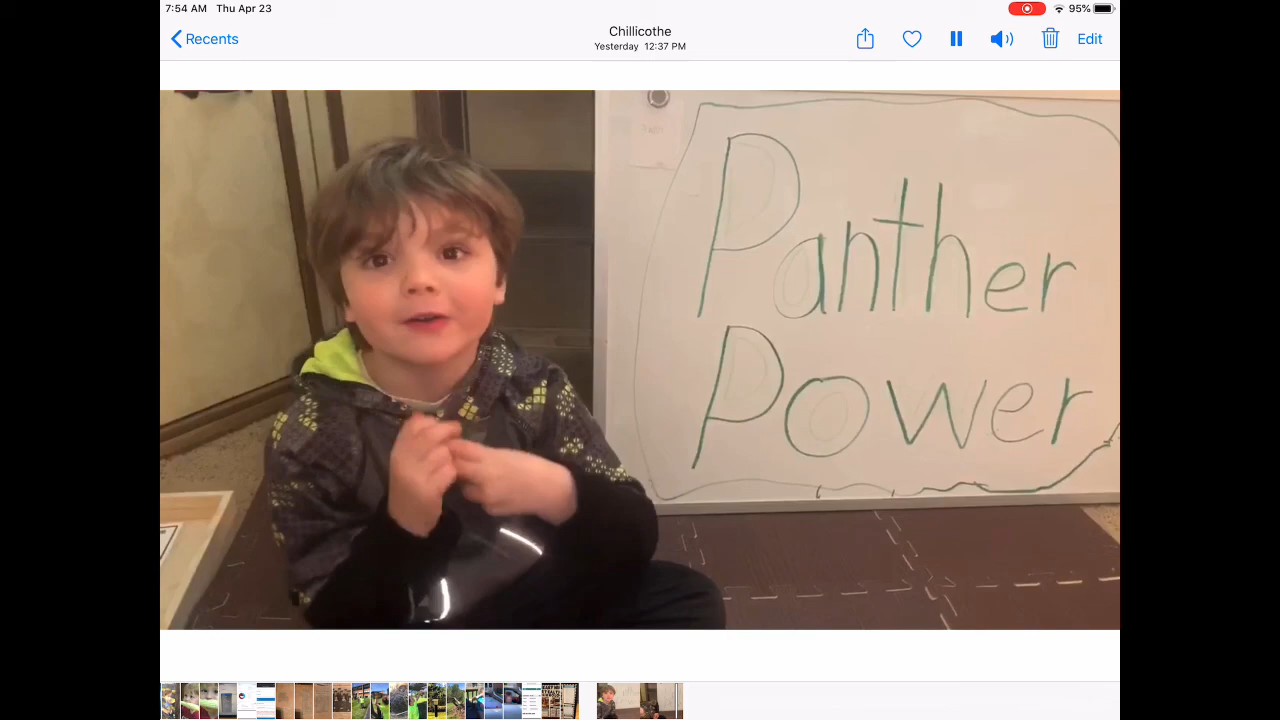 7:54 AM Thu Apr 23
95%
Recents
Chillicothe
Yesterday 12:37 PM
Edit
Panther
Power